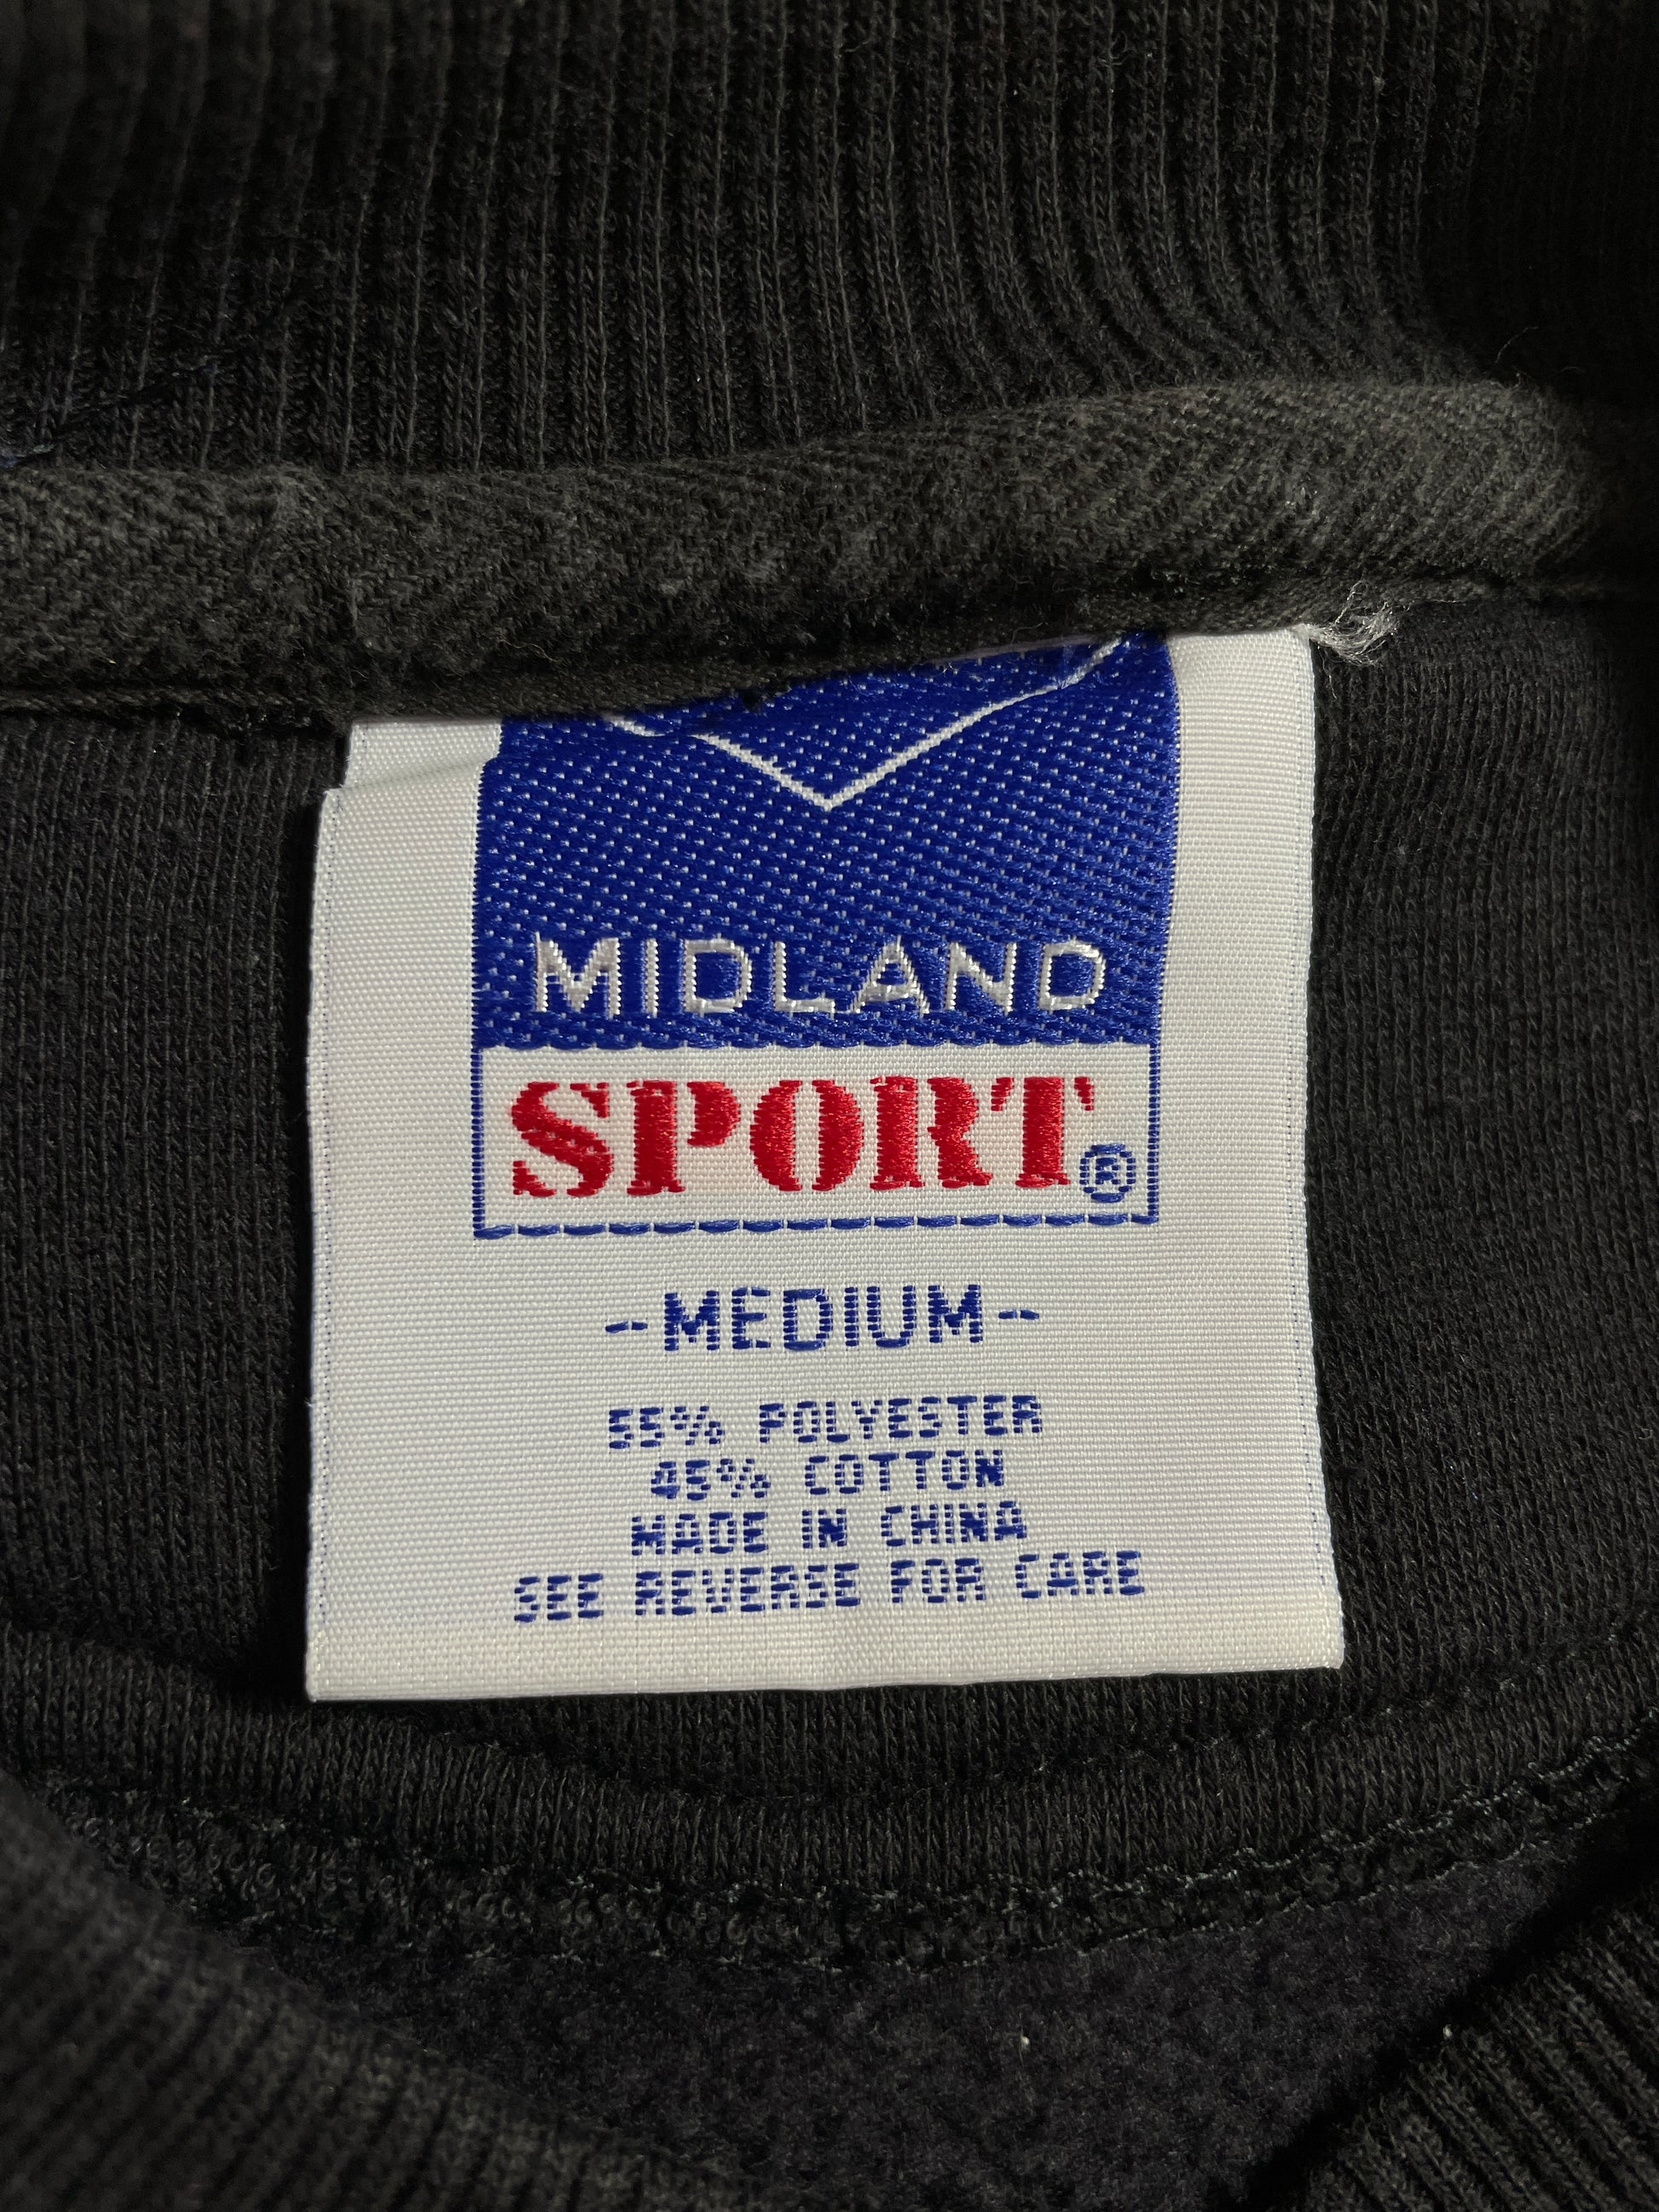 MIDLAND
SPORT®
-MEDIUM-
55% POLYESTER
45% COTTON
MADE IN CHINA
SEE REVERSE FOR CARE